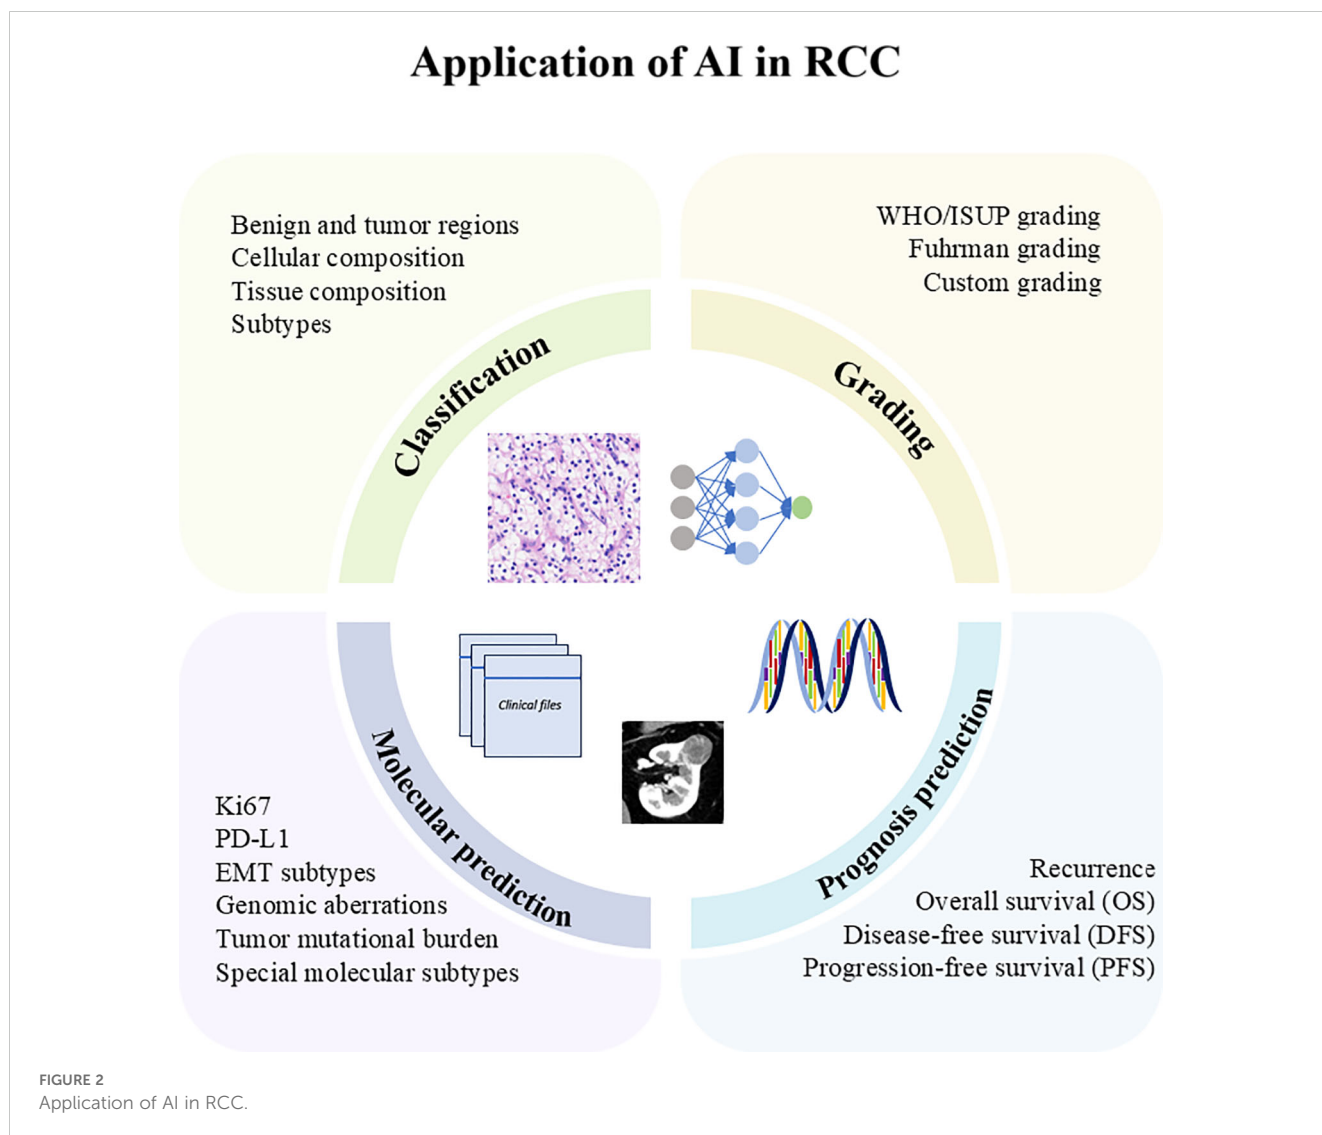 Application of AI in RCC
Benign and tumor regions
Cellular composition
Tissue composition
Subtypes
Classification
WHO/ISUP grading
Fuhrman grading
Custom grading
Grading
Clinical files
Molecular prediction
Ki67
PD-L1
EMT subtypes
Genomic aberrations
Tumor mutational burden
Special molecular subtypes
Prognosis prediction
Recurrence
Overall survival (OS)
Disease-free survival (DFS)
Progression-free survival (PFS)
FIGURE 2
Application of AI in RCC.